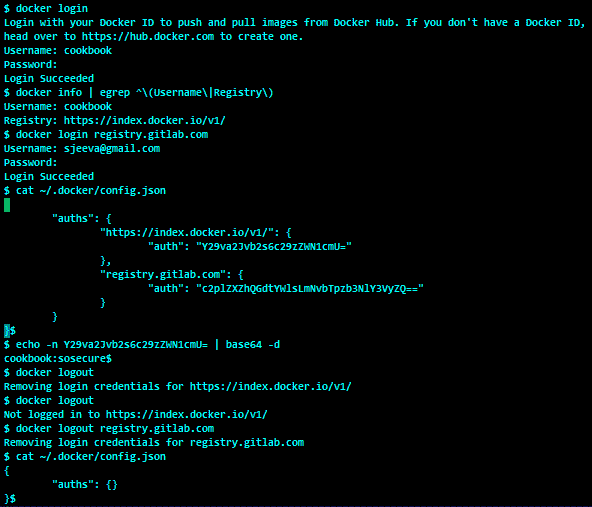 $ docker login
Login with your Docker ID to push and pull images from Docker Hub. If you don't have a Docker ID,
head over to https://hub.docker.com to create one.
Username: cookbook
Password:
Login Succeeded
$ docker info | egrep ^\(Username\|Registry\)
Username: cookbook
Registry: https://index.docker.io/v1/
$ docker login registry.gitlab.com
Username: sjeeva@gmail.com
Password:
Login Succeeded
$ cat ~/.docker/config.json
{
        "auths": {
                "https://index.docker.io/v1/": {
                        "auth": "Y29va2Jvb2s6c29zZWN1cmU="
                },
                "registry.gitlab.com": {
                        "auth": "c2plZXZhQGdtYWlsLmNvbTpzb3NlY3VyZQ=="
                }
        }
}$
$ echo -n Y29va2Jvb2s6c29zZWN1cmU= | base64 -d
cookbook:sosecure$
$ docker logout
Removing login credentials for https://index.docker.io/v1/
$ docker logout
Not logged in to https://index.docker.io/v1/
$ docker logout registry.gitlab.com
Removing login credentials for registry.gitlab.com
$ cat ~/.docker/config.json
{
        "auths": {}
}$